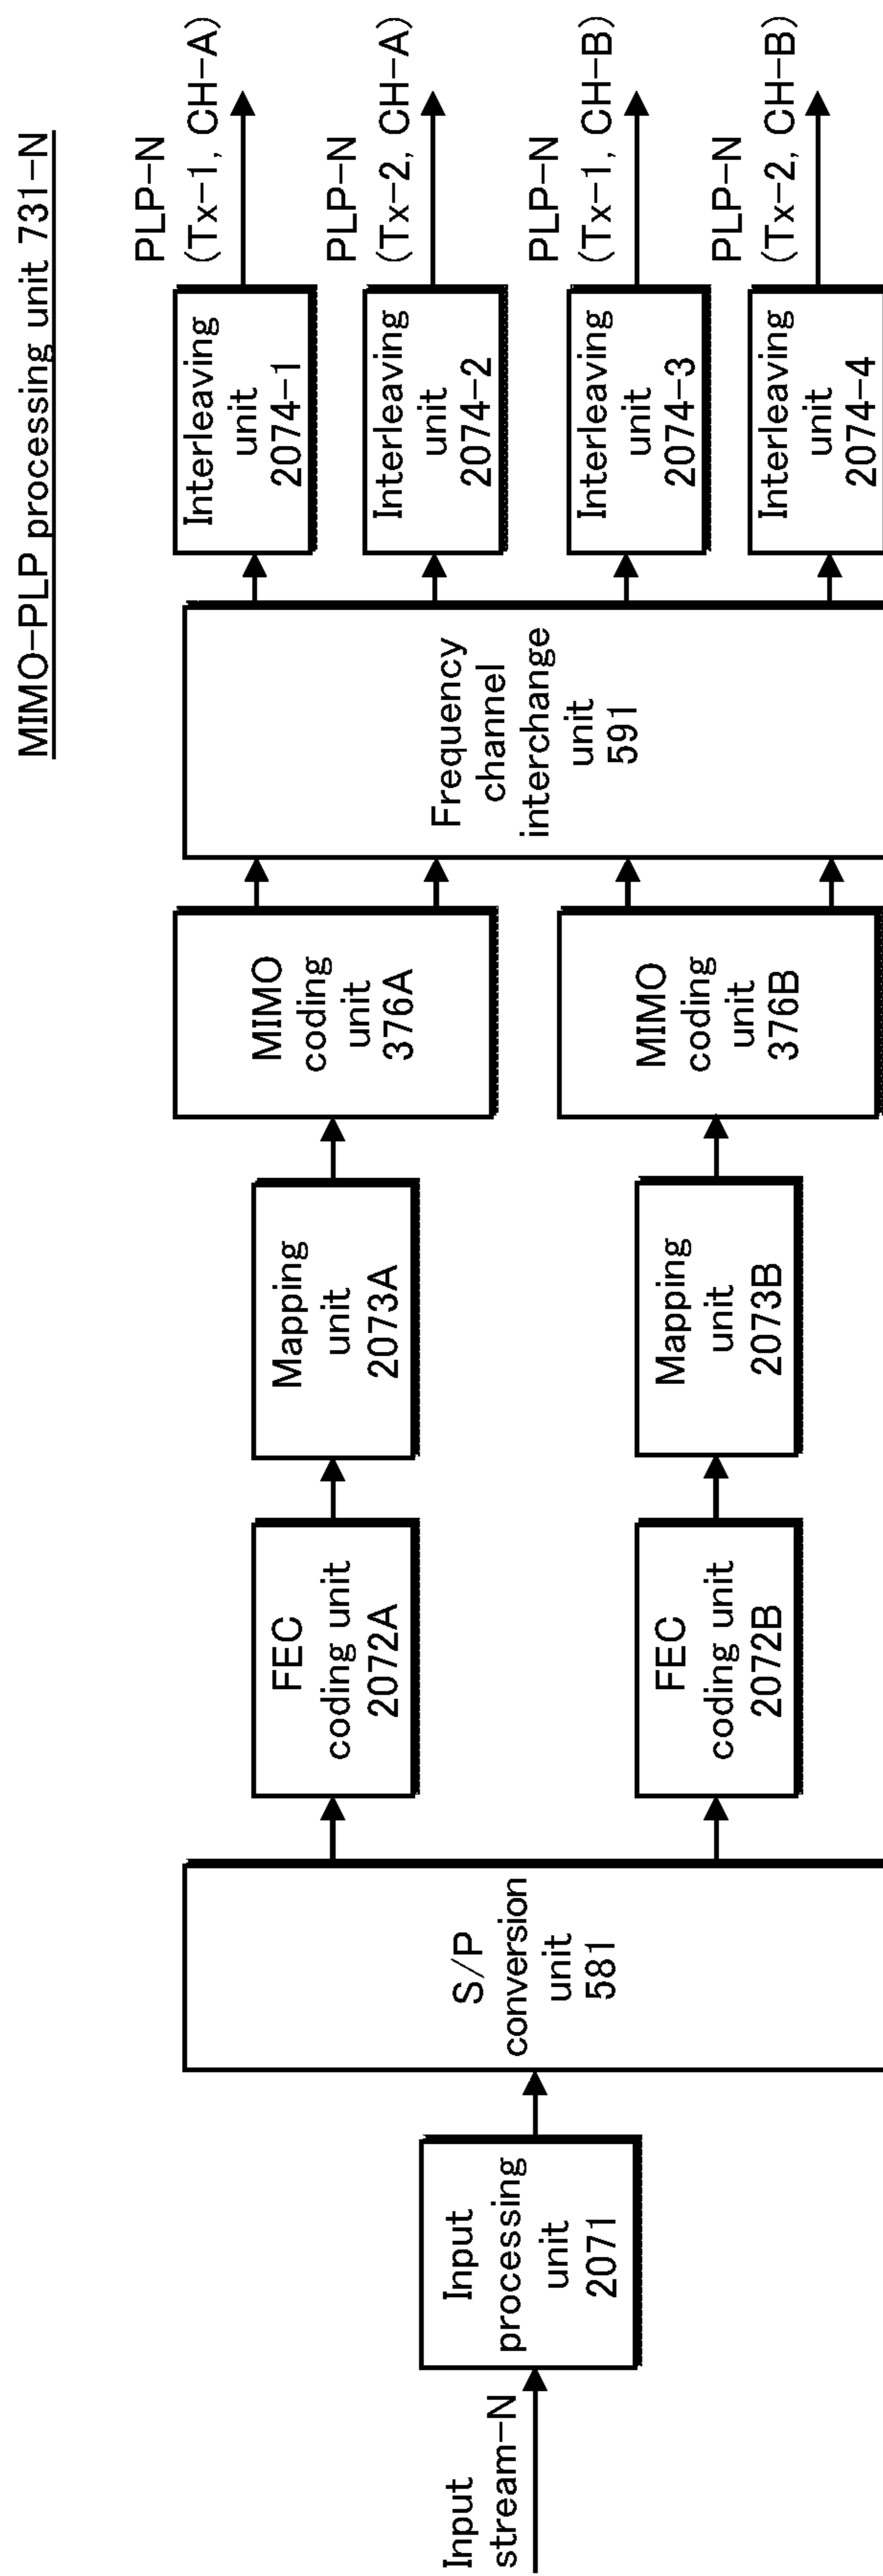 MIMO-PLP processing unit 731-N
Input
stream-N
Input
processing
unit
2071
S/P
conversion
unit
581
FEC
coding unit
2072A
Mapping
unit
2073A
MIMO
coding
unit
376A
FEC
coding unit
2072B
Mapping
unit
2073B
MIMO
coding
unit
376B
Frequency
channel
interchange
unit
591
Interleaving
unit
2074-1
PLP-N
(Tx-1, CH-A)
Interleaving
unit
2074-2
PLP-N
(Tx-2, CH-A)
Interleaving
unit
2074-3
PLP-N
(Tx-1, CH-B)
Interleaving
unit
2074-4
PLP-N
(Tx-2, CH-B)